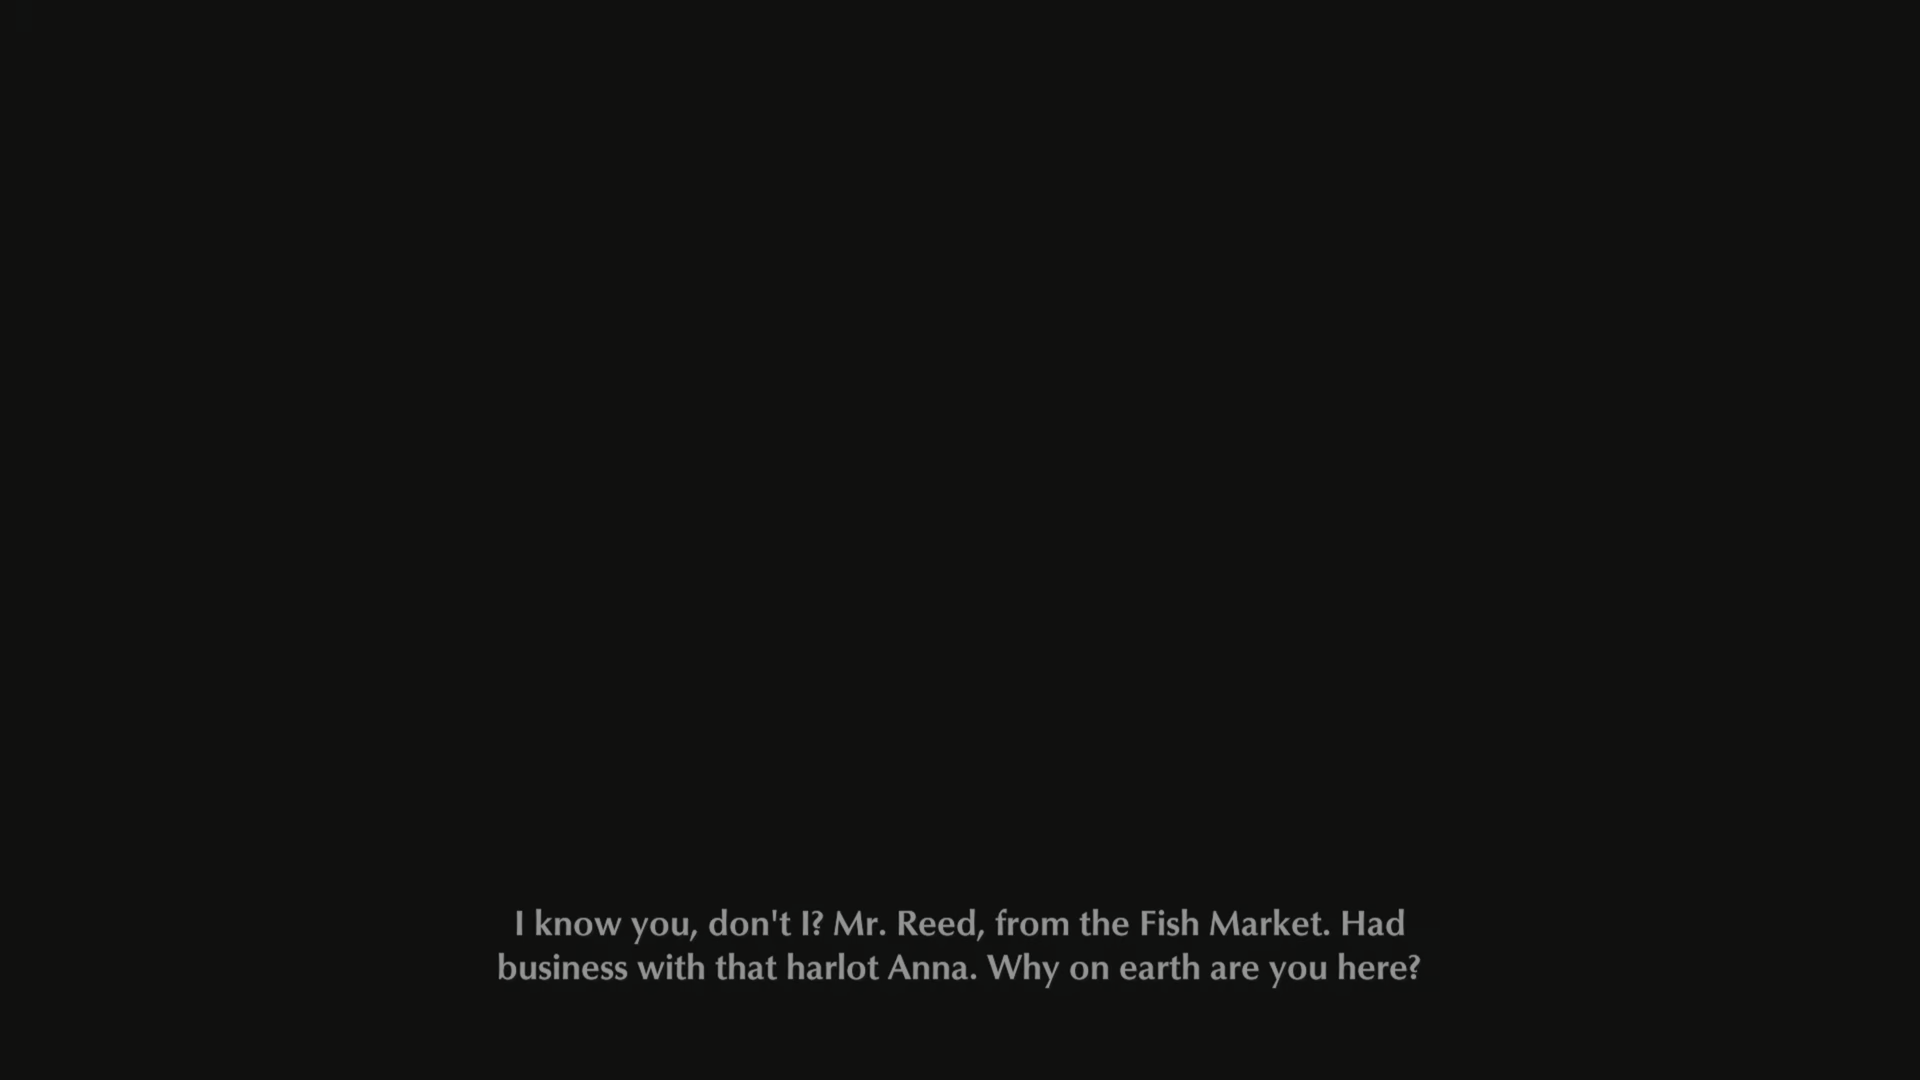 I know you, don't I? Mr. Reed, from the Fish Market. Had
business with that harlot Anna. Why on earth are you here?